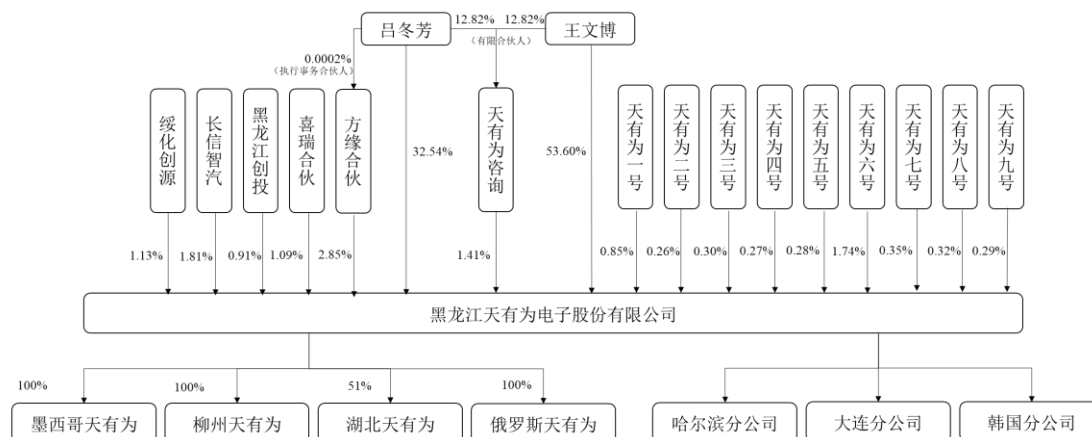 吕冬芳
12.82%
12.82%
王文博
（有限合伙人）
0.0002%
（执行事务合伙人）
绥化创源
长信智汽
黑龙江创投
喜瑞合伙
方缘合伙
天有为咨询
天有为一号
天有为二号
天有为三号
天有为四号
天有为五号
天有为六号
天有为七号
天有为八号
天有为九号
32.54%
53.60%
1.13%
1.81%
0.91%
1.09%
2.85%
1.41%
0.85%
0.26%
0.30%
0.27%
0.28%
1.74%
0.35%
0.32%
0.29%
黑龙江天有为电子股份有限公司
100%
100%
51%
100%
墨西哥天有为
柳州天有为
湖北天有为
俄罗斯天有为
哈尔滨分公司
大连分公司
韩国分公司